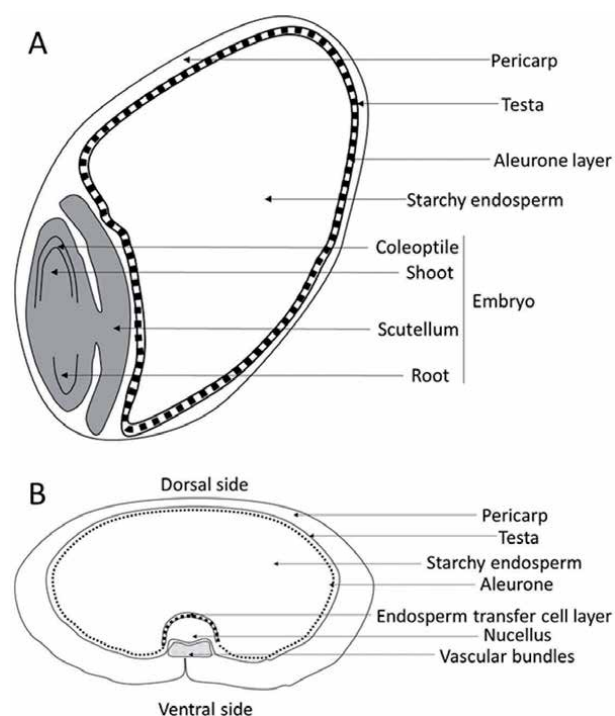 A
Pericarp
Testa
Aleurone layer
Starchy endosperm
Coleoptile
Shoot
Embryo
Scutellum
Root
B
Dorsal side
Pericarp
Testa
Starchy endosperm
Aleurone
Endosperm transfer cell layer
Nucellus
Vascular bundles
Ventral side